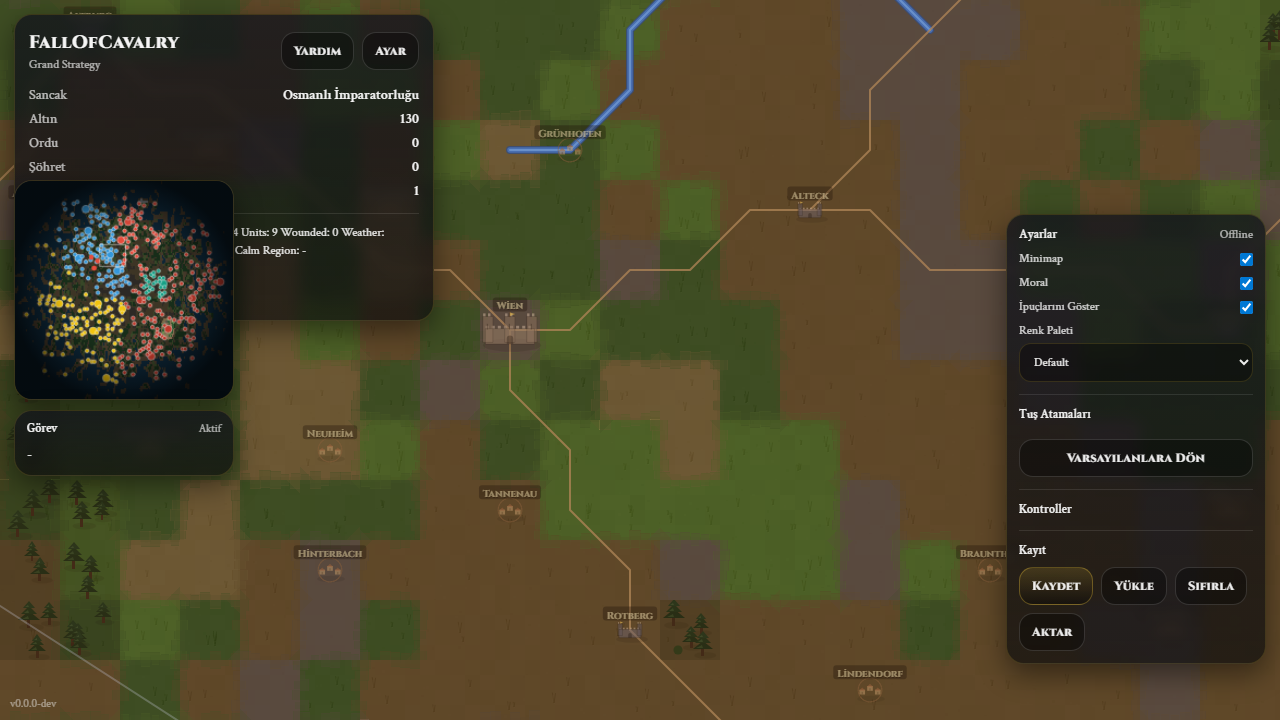 FallOfCavalry
Grand Strategy
Yardım
Ayar
Sancak
Osmanlı İmparatorluğu
Altın
130
Ordu
0
Şöhret
0
1
4 Units: 9 Wounded: 0 Weather:
Calm Region: -
Görev
Aktif
-
Grünhofen
Alteck
Wien
Neuheim
Tannenau
Hinterbach
Rotberg
Lindendorf
Ayarlar
Offline
Minimap
Moral
İpuçlarını Göster
Renk Paleti
Default
Tuş Atamaları
Varsayılanlara Dön
Kontroller
Kayıt
Kaydet
Yükle
Sıfırla
Aktar
v0.0.0-dev